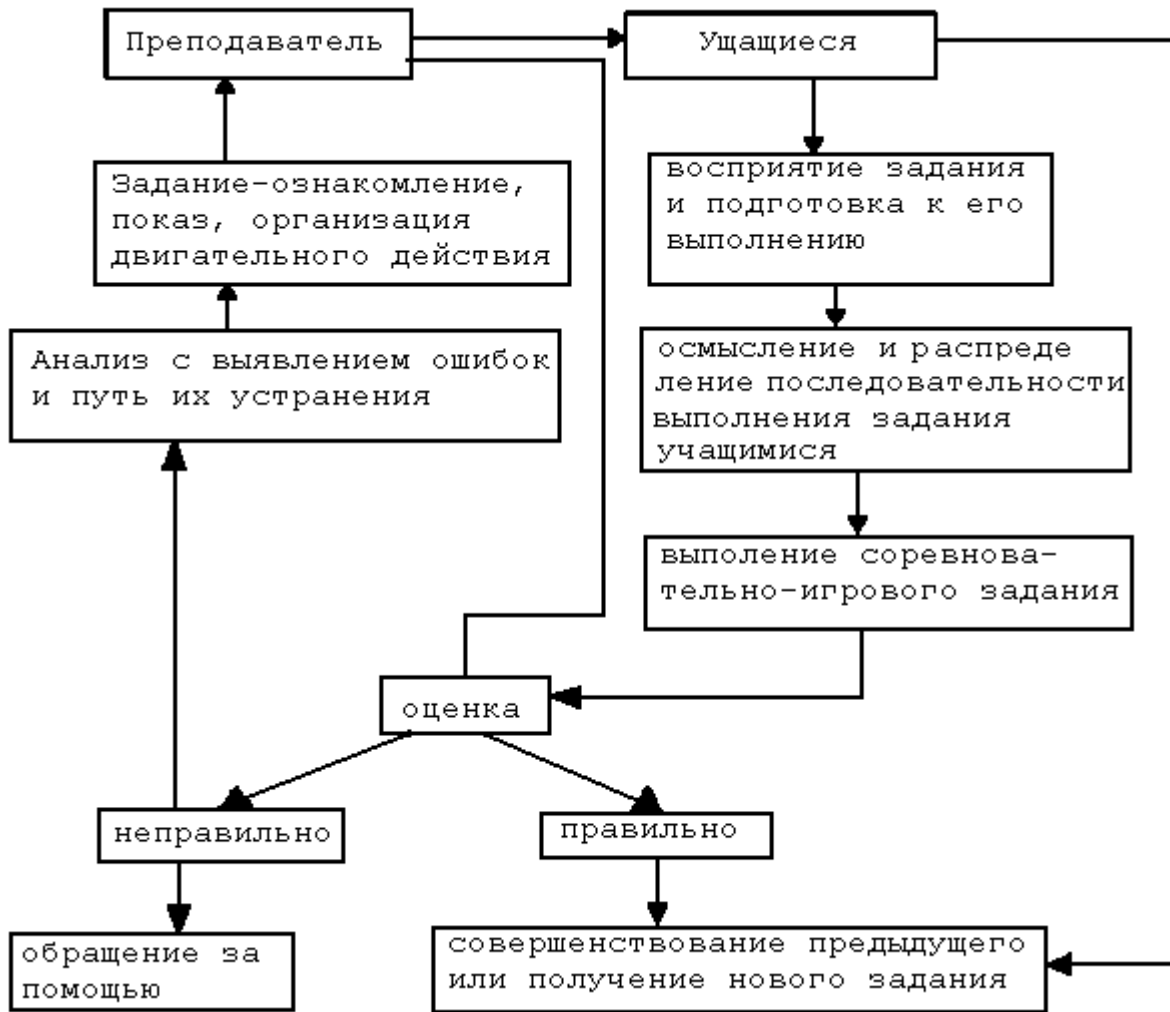 Преподаватель
Ущащиеся
Задание-ознакомление,
показ, организация
двигательного действия
восприятие задания
и подготовка к его
выполнению
Анализ с выявлением ошибок
и путь их устранения
осмысление и распреде
ление последовательности
выполнения задания
учащимися
выполение соревнова-
тельно-игрового задания
оценка
неправильно
правильно
обращение за
помощью
совершенствование предыдущего
или получение нового задания